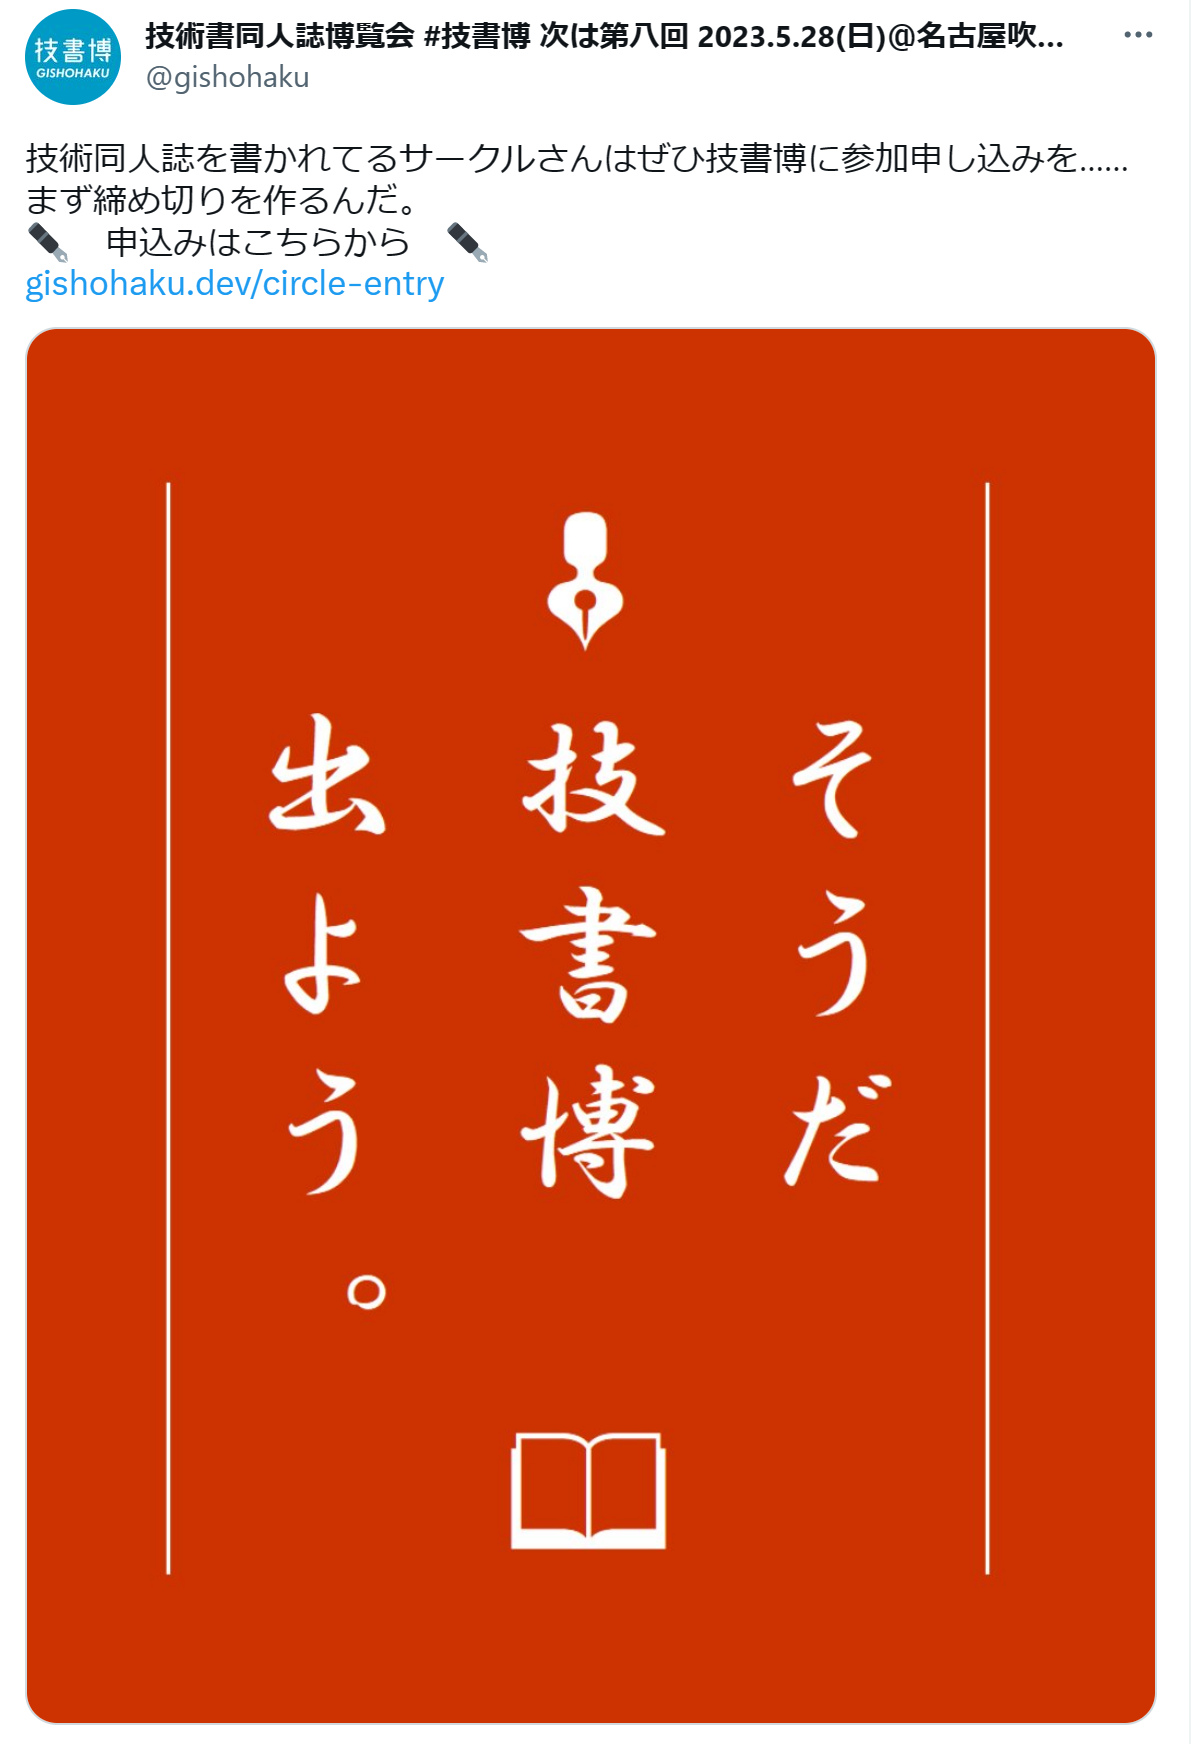 技書博
GISHOHAKU
技術書同人誌博覧会 #技書博 次は第八回 2023.5.28(日)@名古屋吹...
@gishohaku
技術同人誌を書かれてるサークルさんはぜひ技書博に参加申し込みを......
まず締め切りを作るんだ。
申込みはこちらから
gishohaku.dev/circle-entry
そうだ
技書博
出よう。